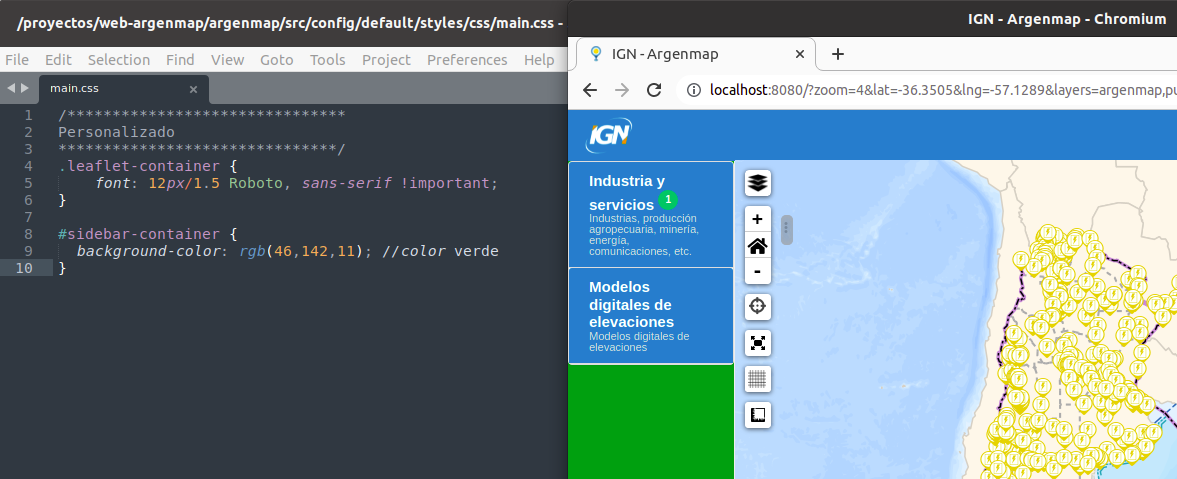 /proyectos/web-argenmap/argenmap/src/config/default/styles/css/main.css -
File Edit Selection Find View Goto Tools Project Preferences Help
main.css ×
1 /*******************************
2 Personalizado
3 *******************************/
4 .leaflet-container {
5 font: 12px/1.5 Roboto, sans-serif !important;
6 }
7
8 #sidebar-container {
9 background-color: rgb(46,142,11); //color verde
10 }
IGN - Argenmap - Chromium
IGN - Argenmap × +
localhost:8080/?zoom=4&lat=-36.3505&lng=-57.1289&layers=argenmap,pu
IGN
Industria y
servicios 1
Industrias, producción
agropecuaria, minería,
energía,
comunicaciones, etc.
Modelos
digitales de
elevaciones
Modelos digitales de
elevaciones
+
-